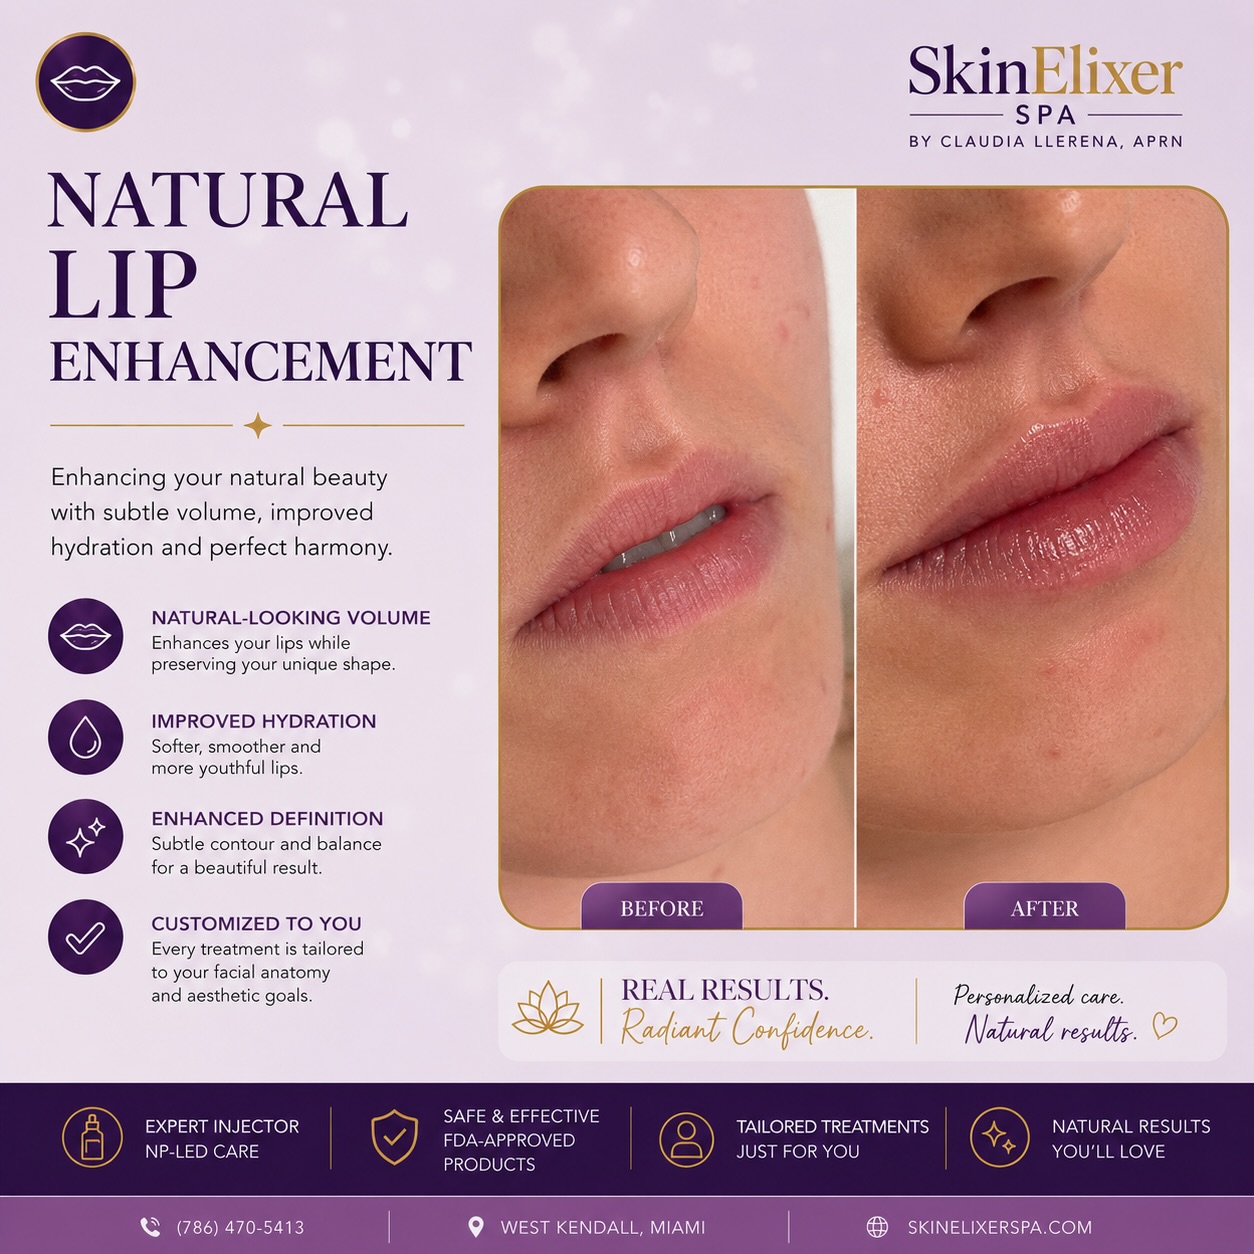 SkinElixer
SPA
BY CLAUDIA LLERENA, APRN
NATURAL
LIP
ENHANCEMENT
Enhancing your natural beauty
with subtle volume, improved
hydration and perfect harmony.
NATURAL-LOOKING VOLUME
Enhances your lips while
preserving your unique shape.
IMPROVED HYDRATION
Softer, smoother and
more youthful lips.
ENHANCED DEFINITION
Subtle contour and balance
for a beautiful result.
CUSTOMIZED TO YOU
Every treatment is tailored
to your facial anatomy
and aesthetic goals.
BEFORE
AFTER
REAL RESULTS.
Radiant Confidence.
Personalized care.
Natural results.
EXPERT INJECTOR
NP-LED CARE
SAFE & EFFECTIVE
FDA-APPROVED
PRODUCTS
TAILORED TREATMENTS
JUST FOR YOU
NATURAL RESULTS
YOU'LL LOVE
(786) 470-5413
WEST KENDALL, MIAMI
SKINELIXERSPA.COM